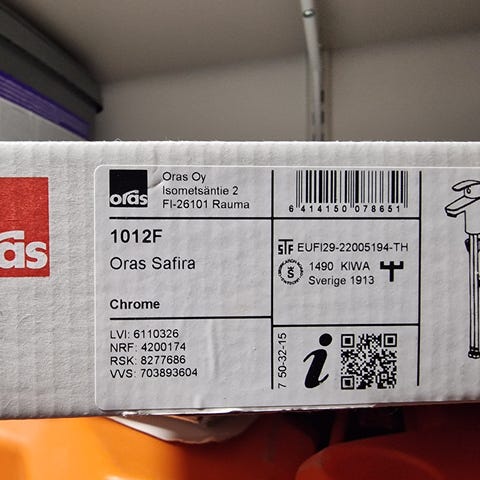 oras
Oras Oy
Isometsäntie 2
FI-26101 Rauma
6 414150 078651
1012F
Oras Safira
Chrome
STF EUFI29-22005194-TH
1490 KIWA
Sverige 1913
LVI: 6110326
NRF: 4200174
RSK: 8277686
VVS: 703893604
7 50-32-15
i
as